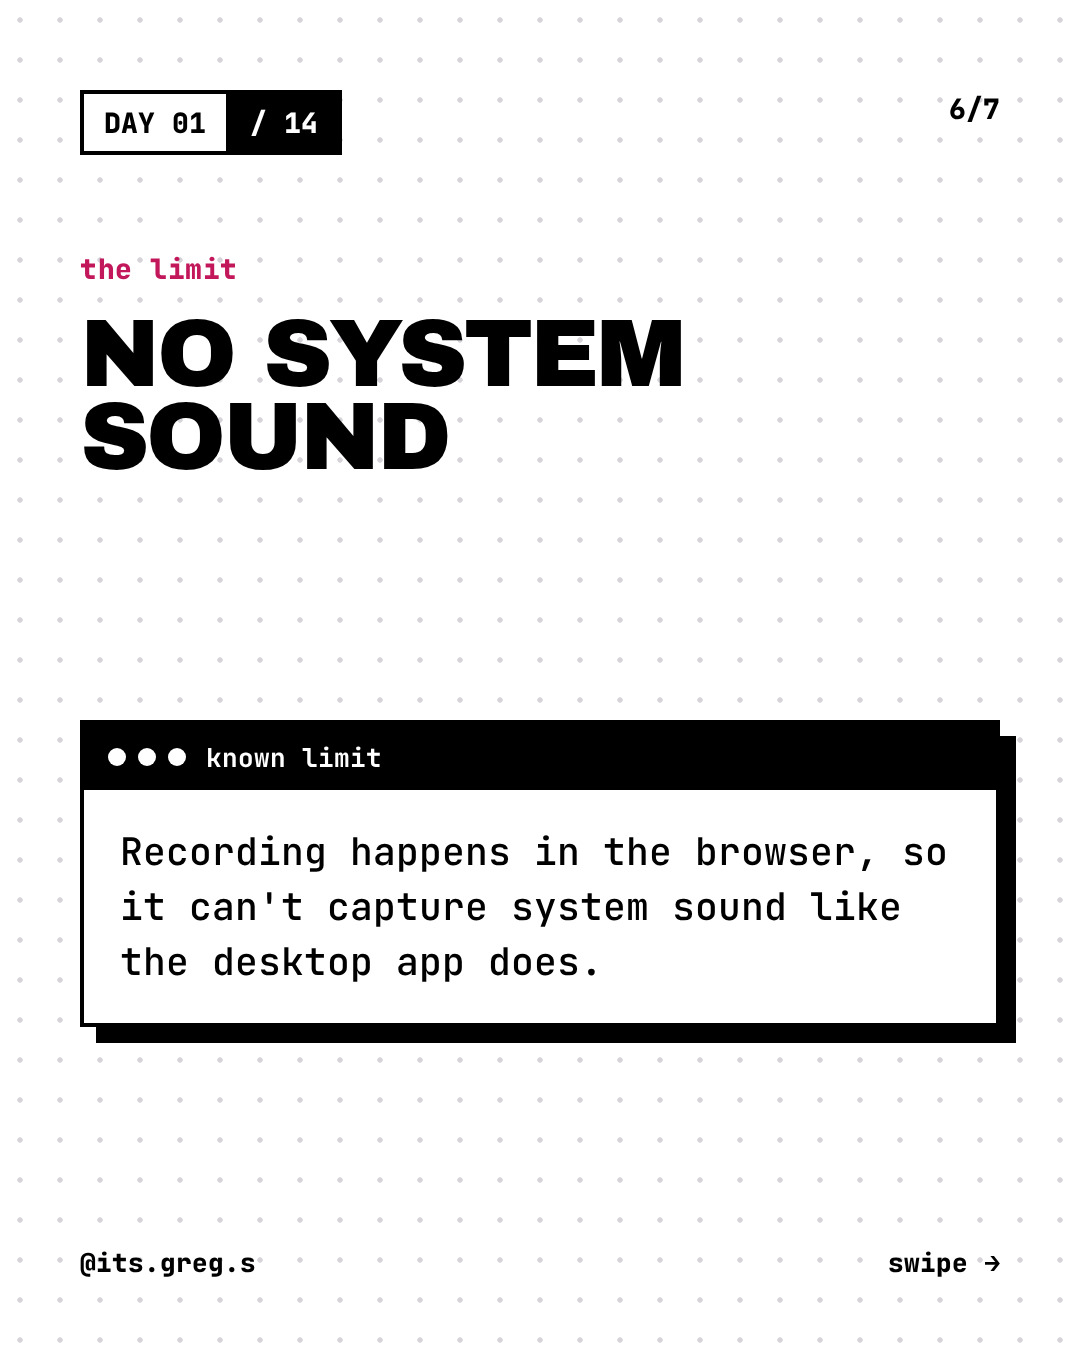 DAY 01 / 14
6/7
the limit
NO SYSTEM
SOUND
known limit
Recording happens in the browser, so
it can't capture system sound like
the desktop app does.
@its.greg.s
swipe →